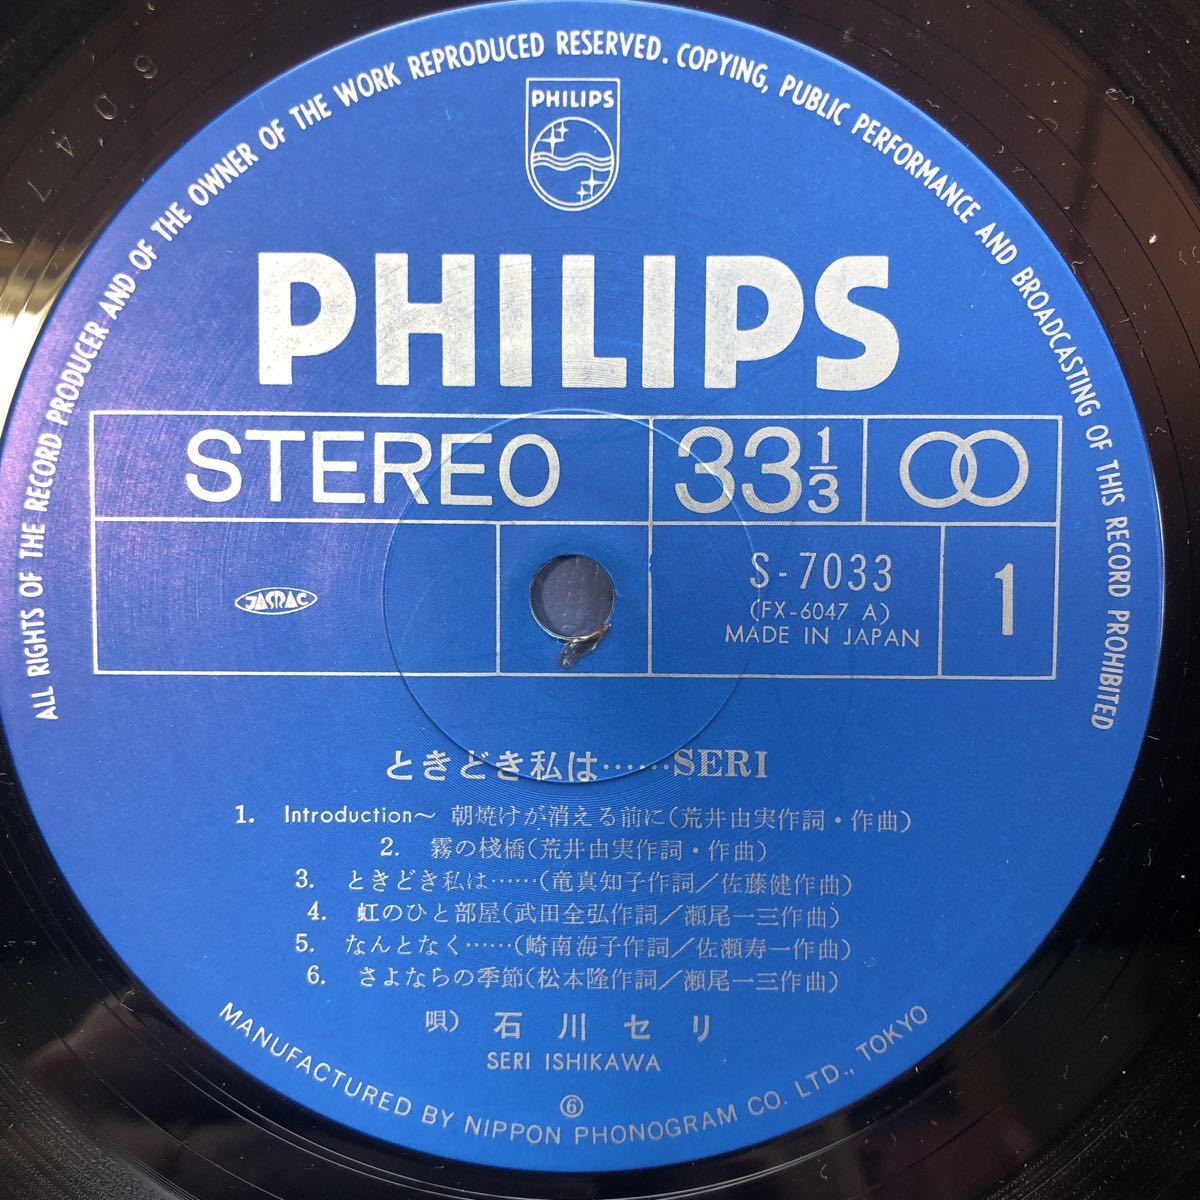 ALL RIGHTS OF THE RECORD PRODUCER AND OF THE OWNER OF THE WORK REPRODUCED RESERVED. COPYING, PUBLIC PERFORMANCE AND BROADCASTING OF THIS RECORD PROHIBITED
PHILIPS
PHILIPS
STEREO
33 1/3
JASRAC
S-7033
(FX-6047 A)
MADE IN JAPAN
1
ときどき私は……SERI
1. Introduction〜 朝焼けが消える前に(荒井由実作詞・作曲)
2. 霧の棧橋(荒井由実作詞・作曲)
3. ときどき私は……(竜真知子作詞／佐藤健作曲)
4. 虹のひと部屋(武田全弘作詞／瀬尾一三作曲)
5. なんとなく……(崎南海子作詞／佐瀬寿一作曲)
6. さよならの季節(松本隆作詞／瀬尾一三作曲)
唄) 石川セリ
SERI ISHIKAWA
⑥
MANUFACTURED BY NIPPON PHONOGRAM CO. LTD., TOKYO